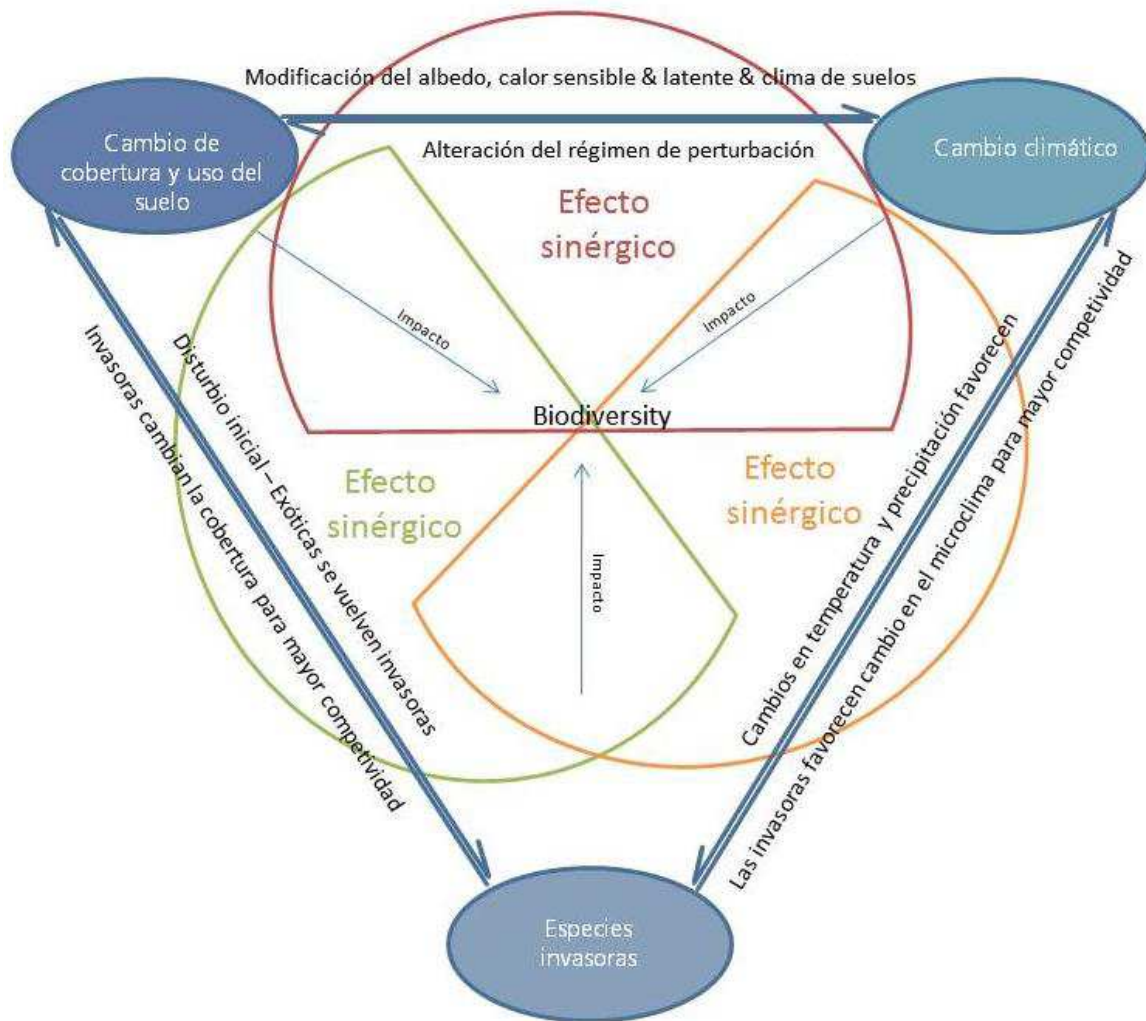 Modificación del albedo, calor sensible & latente & clima de suelos
Cambio de
cobertura y uso del
suelo
Cambio climático
Alteración del régimen de perturbación
Efecto
sinérgico
Impacto
Impacto
Biodiversity
Efecto
sinérgico
Efecto
sinérgico
Impacto
Disturbio inicial – Exóticas se vuelven invasoras
Invasoras cambian la cobertura para mayor competividad
Cambios en temperatura y precipitación favorecen
Las invasoras favorecen cambio en el microclima para mayor competividad
Especies
invasoras